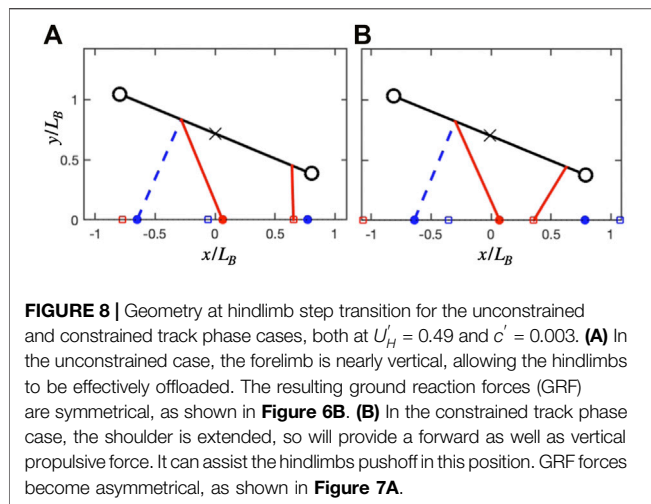 A
B
y/L_B
1
0.5
0
-1
-0.5
0
0.5
1
x/L_B
0
-1
-0.5
0
0.5
1
x/L_B
FIGURE 8 | Geometry at hindlimb step transition for the unconstrained
and constrained track phase cases, both at U'_H = 0.49 and c' = 0.003. (A) In
the unconstrained case, the forelimb is nearly vertical, allowing the hindlimbs
to be effectively offloaded. The resulting ground reaction forces (GRF)
are symmetrical, as shown in Figure 6B. (B) In the constrained track phase
case, the shoulder is extended, so will provide a forward as well as vertical
propulsive force. It can assist the hindlimbs pushoff in this position. GRF forces
become asymmetrical, as shown in Figure 7A.